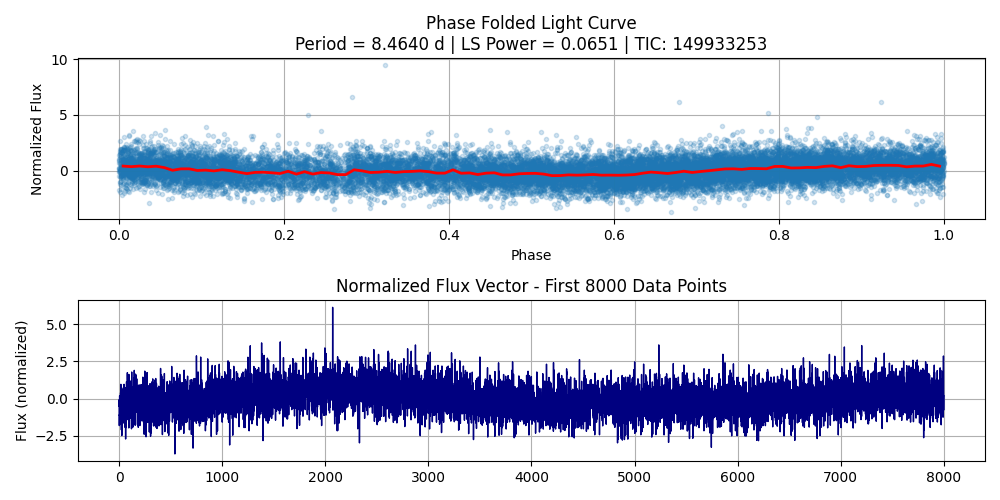 Phase Folded Light Curve
Period = 8.4640 d | LS Power = 0.0651 | TIC: 149933253
Normalized Flux
10
5
0
0.0 0.2 0.4 0.6 0.8 1.0
Phase
Normalized Flux Vector - First 8000 Data Points
Flux (normalized)
5.0
2.5
0.0
−2.5
0 1000 2000 3000 4000 5000 6000 7000 8000